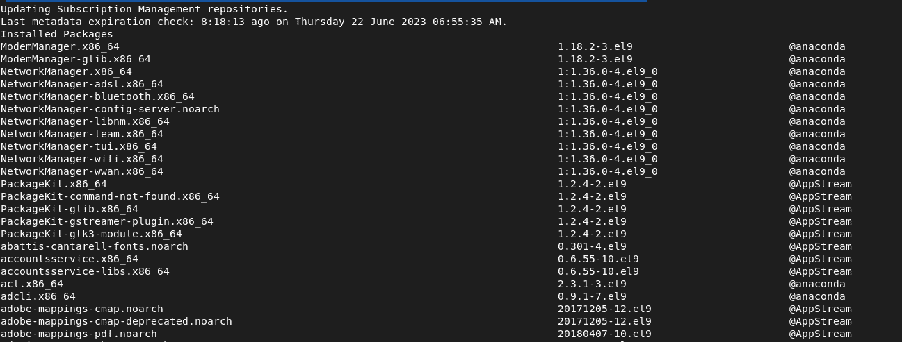 Updating Subscription Management repositories.
Last metadata expiration check: 8:18:13 ago on Thursday 22 June 2023 06:55:35 AM.
Installed Packages
ModemManager.x86_64 1.18.2-3.el9 @anaconda
ModemManager-glib.x86_64 1.18.2-3.el9 @anaconda
NetworkManager.x86_64 1:1.36.0-4.el9_0 @anaconda
NetworkManager-adsl.x86_64 1:1.36.0-4.el9_0 @anaconda
NetworkManager-bluetooth.x86_64 1:1.36.0-4.el9_0 @anaconda
NetworkManager-config-server.noarch 1:1.36.0-4.el9_0 @anaconda
NetworkManager-libnm.x86_64 1:1.36.0-4.el9_0 @anaconda
NetworkManager-team.x86_64 1:1.36.0-4.el9_0 @anaconda
NetworkManager-tui.x86_64 1:1.36.0-4.el9_0 @anaconda
NetworkManager-wifi.x86_64 1:1.36.0-4.el9_0 @anaconda
NetworkManager-wwan.x86_64 1:1.36.0-4.el9_0 @anaconda
PackageKit.x86_64 1.2.4-2.el9 @AppStream
PackageKit-command-not-found.x86_64 1.2.4-2.el9 @AppStream
PackageKit-glib.x86_64 1.2.4-2.el9 @AppStream
PackageKit-gstreamer-plugin.x86_64 1.2.4-2.el9 @AppStream
PackageKit-gtk3-module.x86_64 1.2.4-2.el9 @AppStream
abattis-cantarell-fonts.noarch 0.301-4.el9 @AppStream
accountsservice.x86_64 0.6.55-10.el9 @AppStream
accountsservice-libs.x86_64 0.6.55-10.el9 @AppStream
acl.x86_64 2.3.1-3.el9 @anaconda
adcli.x86_64 0.9.1-7.el9 @anaconda
adobe-mappings-cmap.noarch 20171205-12.el9 @AppStream
adobe-mappings-cmap-deprecated.noarch 20171205-12.el9 @AppStream
adobe-mappings-pdf.noarch 20180407-10.el9 @AppStream